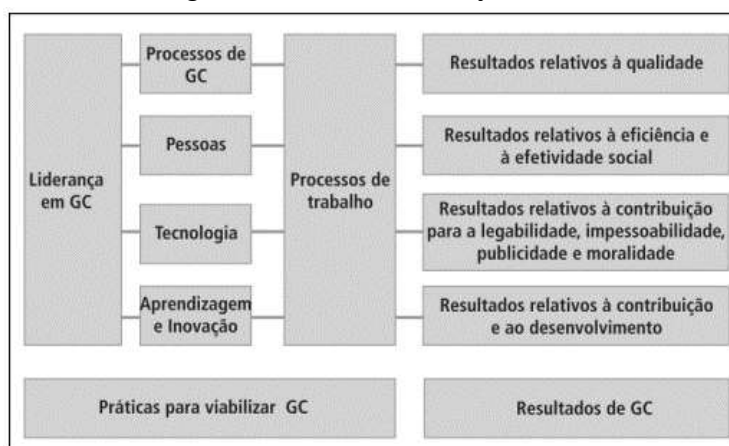 Liderança
em GC
Processos de
GC
Pessoas
Tecnologia
Aprendizagem
e Inovação
Processos de
trabalho
Resultados relativos à qualidade
Resultados relativos à eficiência e
à efetividade social
Resultados relativos à contribuição
para a legabilidade, impessoabilidade,
publicidade e moralidade
Resultados relativos à contribuição
e ao desenvolvimento
Práticas para viabilizar GC
Resultados de GC